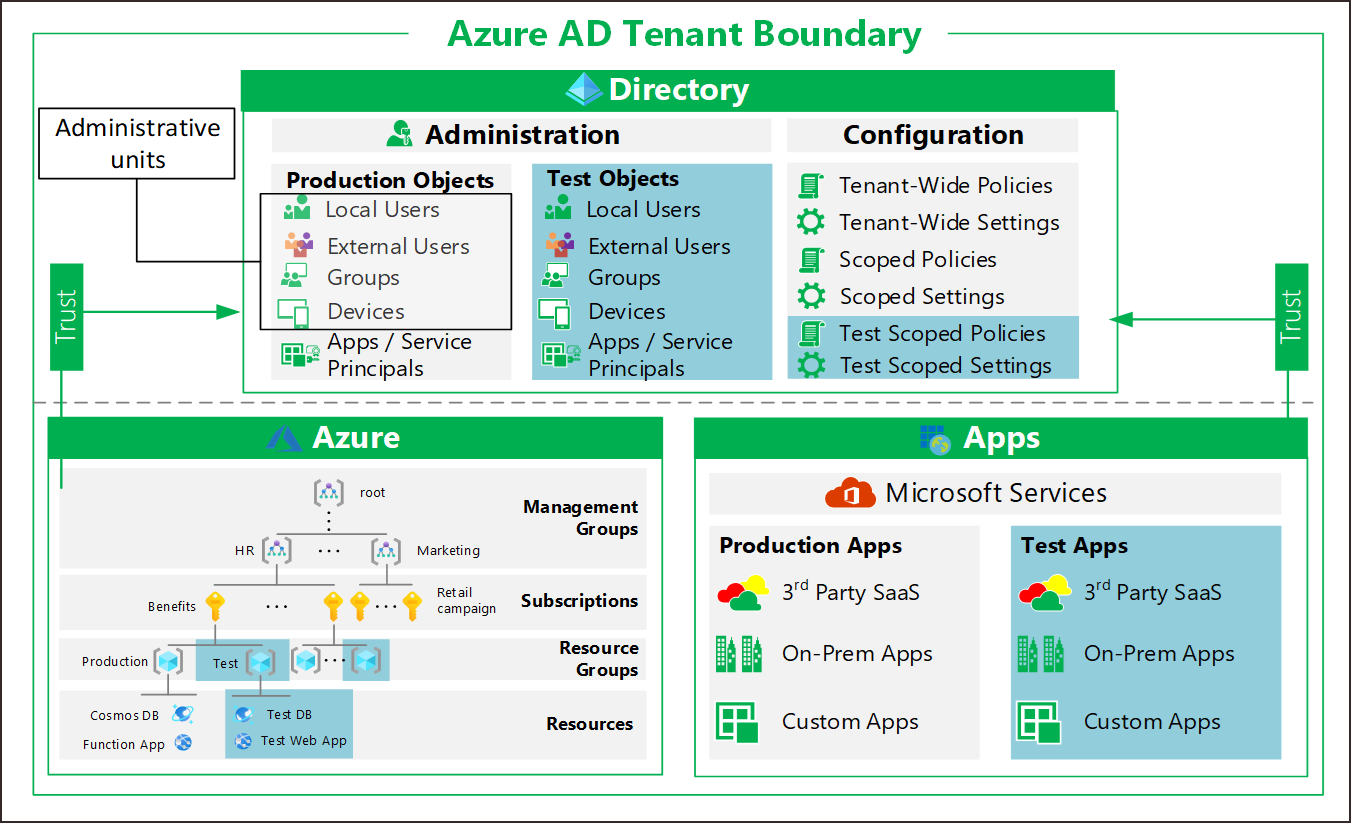 Azure AD Tenant Boundary
Directory
Administrative
units
Administration
Production Objects
Local Users
External Users
Groups
Devices
Apps / Service
Principals
Test Objects
Local Users
External Users
Groups
Devices
Apps / Service
Principals
Configuration
Tenant-Wide Policies
Tenant-Wide Settings
Scoped Policies
Scoped Settings
Test Scoped Policies
Test Scoped Settings
Trust
Trust
Azure
root
Management
Groups
HR
...
Marketing
Benefits
...
...
Retail
campaign
Subscriptions
Production
Test
...
Resource
Groups
Cosmos DB
Function App
Test DB
Test Web App
Resources
Apps
Microsoft Services
Production Apps
3rd Party SaaS
On-Prem Apps
Custom Apps
Test Apps
3rd Party SaaS
On-Prem Apps
Custom Apps